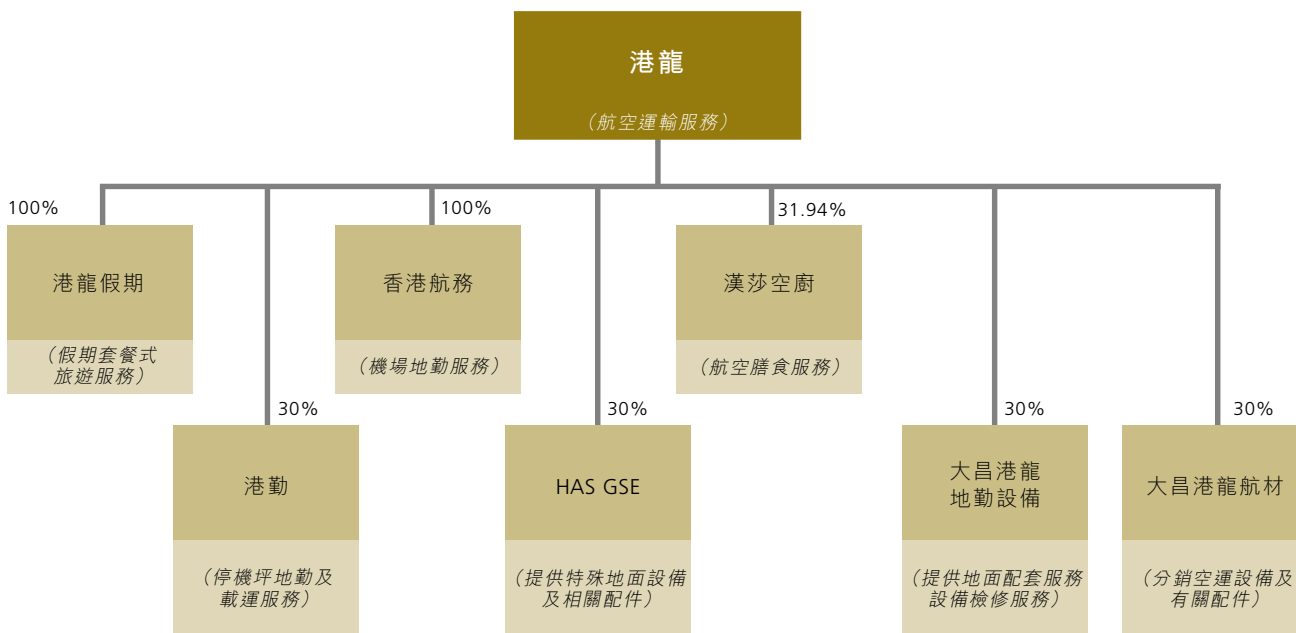 港龍
（航空運輸服務）
100%
100%
31.94%
港龍假期
香港航務
漢莎空廚
（假期套餐式
旅遊服務）
（機場地勤服務）
（航空膳食服務）
30%
30%
30%
30%
港勤
HAS GSE
大昌港龍
地勤設備
大昌港龍航材
（停機坪地勤及
載運服務）
（提供特殊地面設備
及相關配件）
（提供地面配套服務
設備檢修服務）
（分銷空運設備及
有關配件）